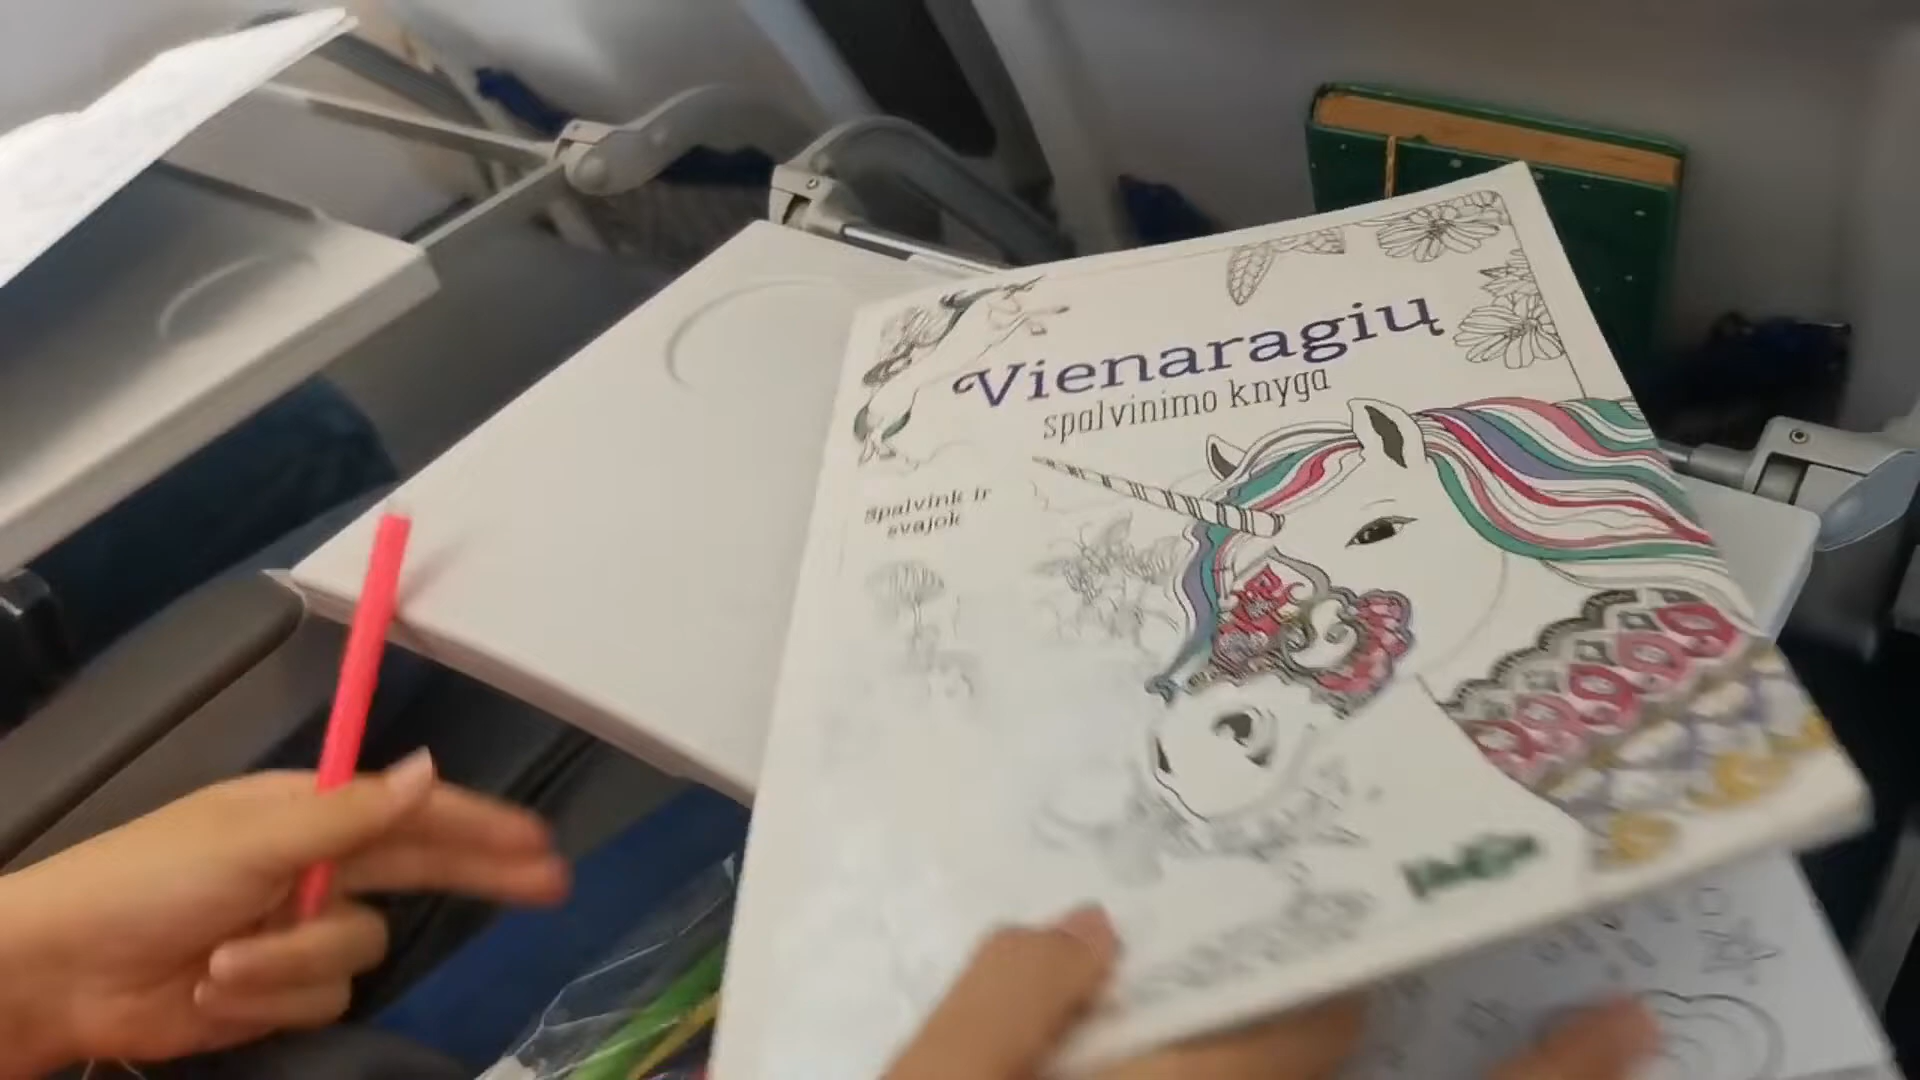 Vienaragių
spalvinimo knyga
Spalvink ir
svajok